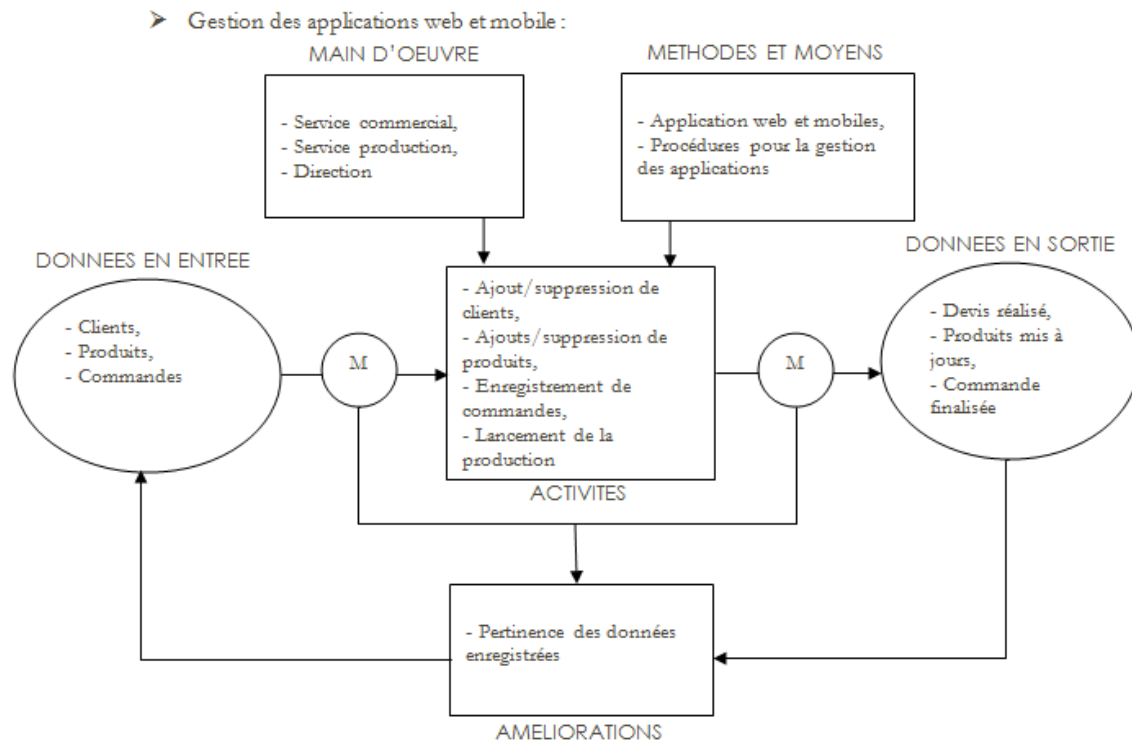 ➤ Gestion des applications web et mobile :
MAIN D'OEUVRE
- Service commercial,
- Service production,
- Direction
METHODES ET MOYENS
- Application web et mobiles,
- Procédures pour la gestion
des applications
DONNEES EN ENTREE
- Clients,
- Produits,
- Commandes
M
- Ajout/suppression de
clients,
- Ajouts/suppression de
produits,
- Enregistrement de
commandes,
- Lancement de la
production
ACTIVITES
M
DONNEES EN SORTIE
- Devis réalisé,
- Produits mis à
jours,
- Commande
finalisée
- Pertinence des données
enregistrées
AMELIORATIONS